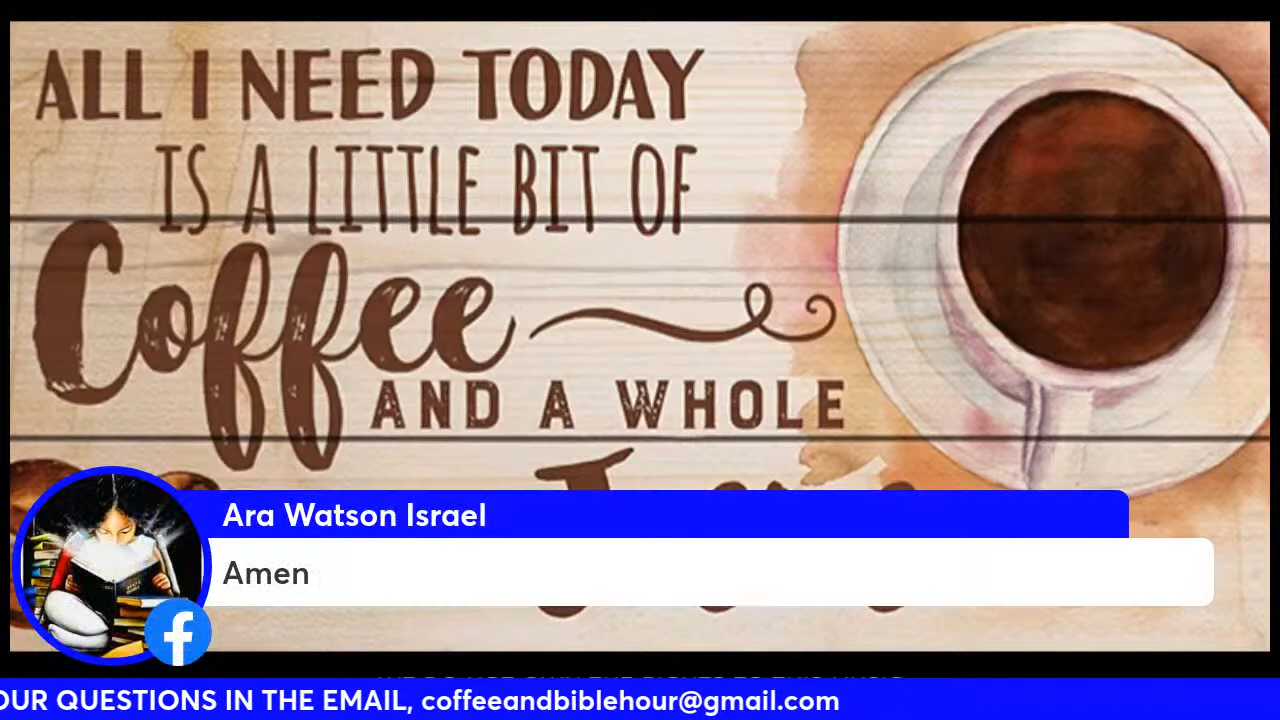 ALL I NEED TODAY
IS A LITTLE BIT OF
Coffee
AND A WHOLE
Ara Watson Israel
Amen
OUR QUESTIONS IN THE EMAIL, coffeeandbiblehour@gmail.com